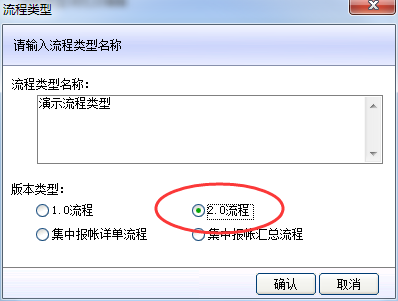 流程类型
请输入流程类型名称
流程类型名称：
演示流程类型
版本类型：
1.0流程 2.0流程
集中报帐详单流程 集中报帐汇总流程
确认 取消